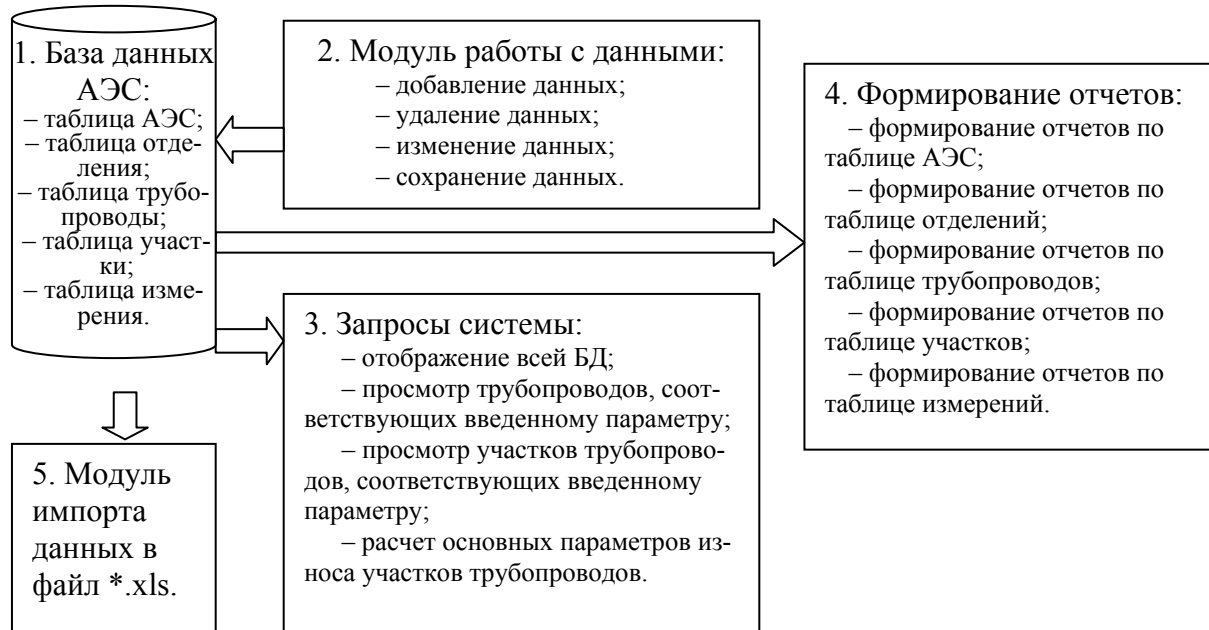 1. База данных
АЭС:
– таблица АЭС;
– таблица отде-
ления;
– таблица трубо-
проводы;
– таблица участ-
ки;
– таблица изме-
рения.
2. Модуль работы с данными:
– добавление данных;
– удаление данных;
– изменение данных;
– сохранение данных.
4. Формирование отчетов:
– формирование отчетов по
таблице АЭС;
– формирование отчетов по
таблице отделений;
– формирование отчетов по
таблице трубопроводов;
– формирование отчетов по
таблице участков;
– формирование отчетов по
таблице измерений.
3. Запросы системы:
– отображение всей БД;
– просмотр трубопроводов, соот-
ветствующих введенному параметру;
– просмотр участков трубопрово-
дов, соответствующих введенному
параметру;
– расчет основных параметров из-
носа участков трубопроводов.
5. Модуль
импорта
данных в
файл *.xls.